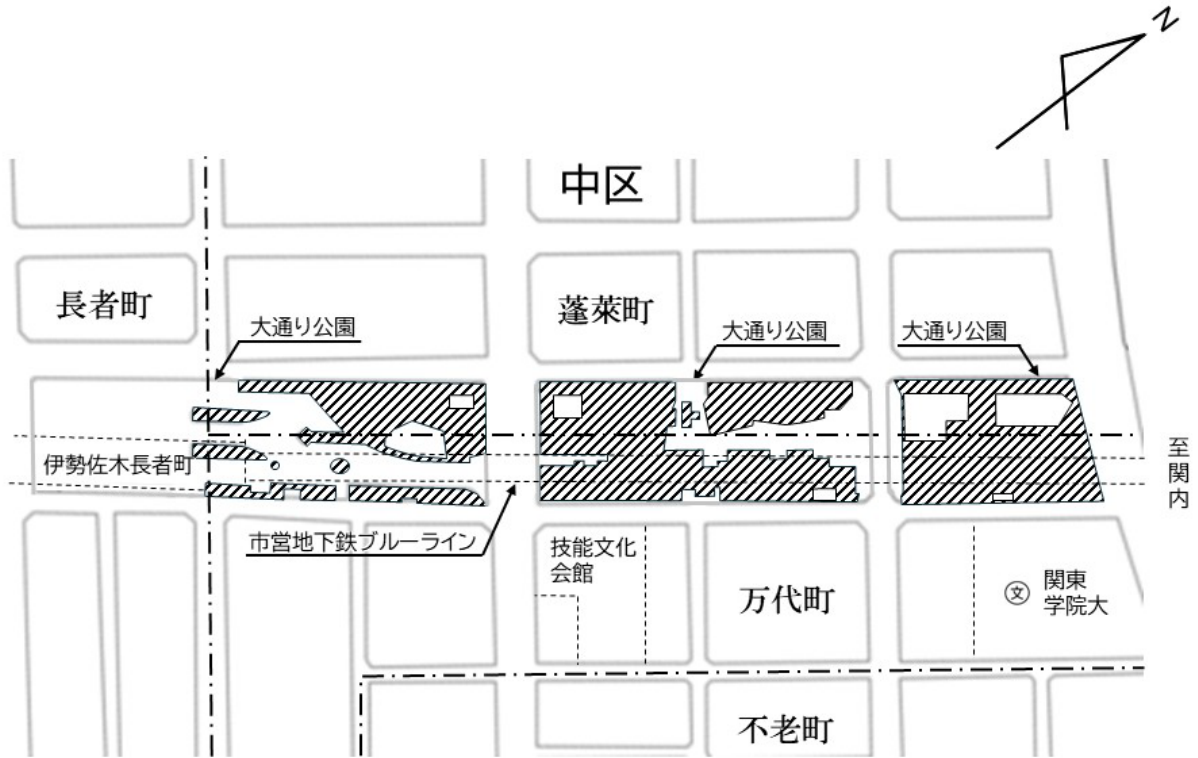 N
中区
長者町
蓬萊町
大通り公園
大通り公園
大通り公園
伊勢佐木長者町
至関内
市営地下鉄ブルーライン
技能文化
会館
万代町
文
関東
学院大
不老町